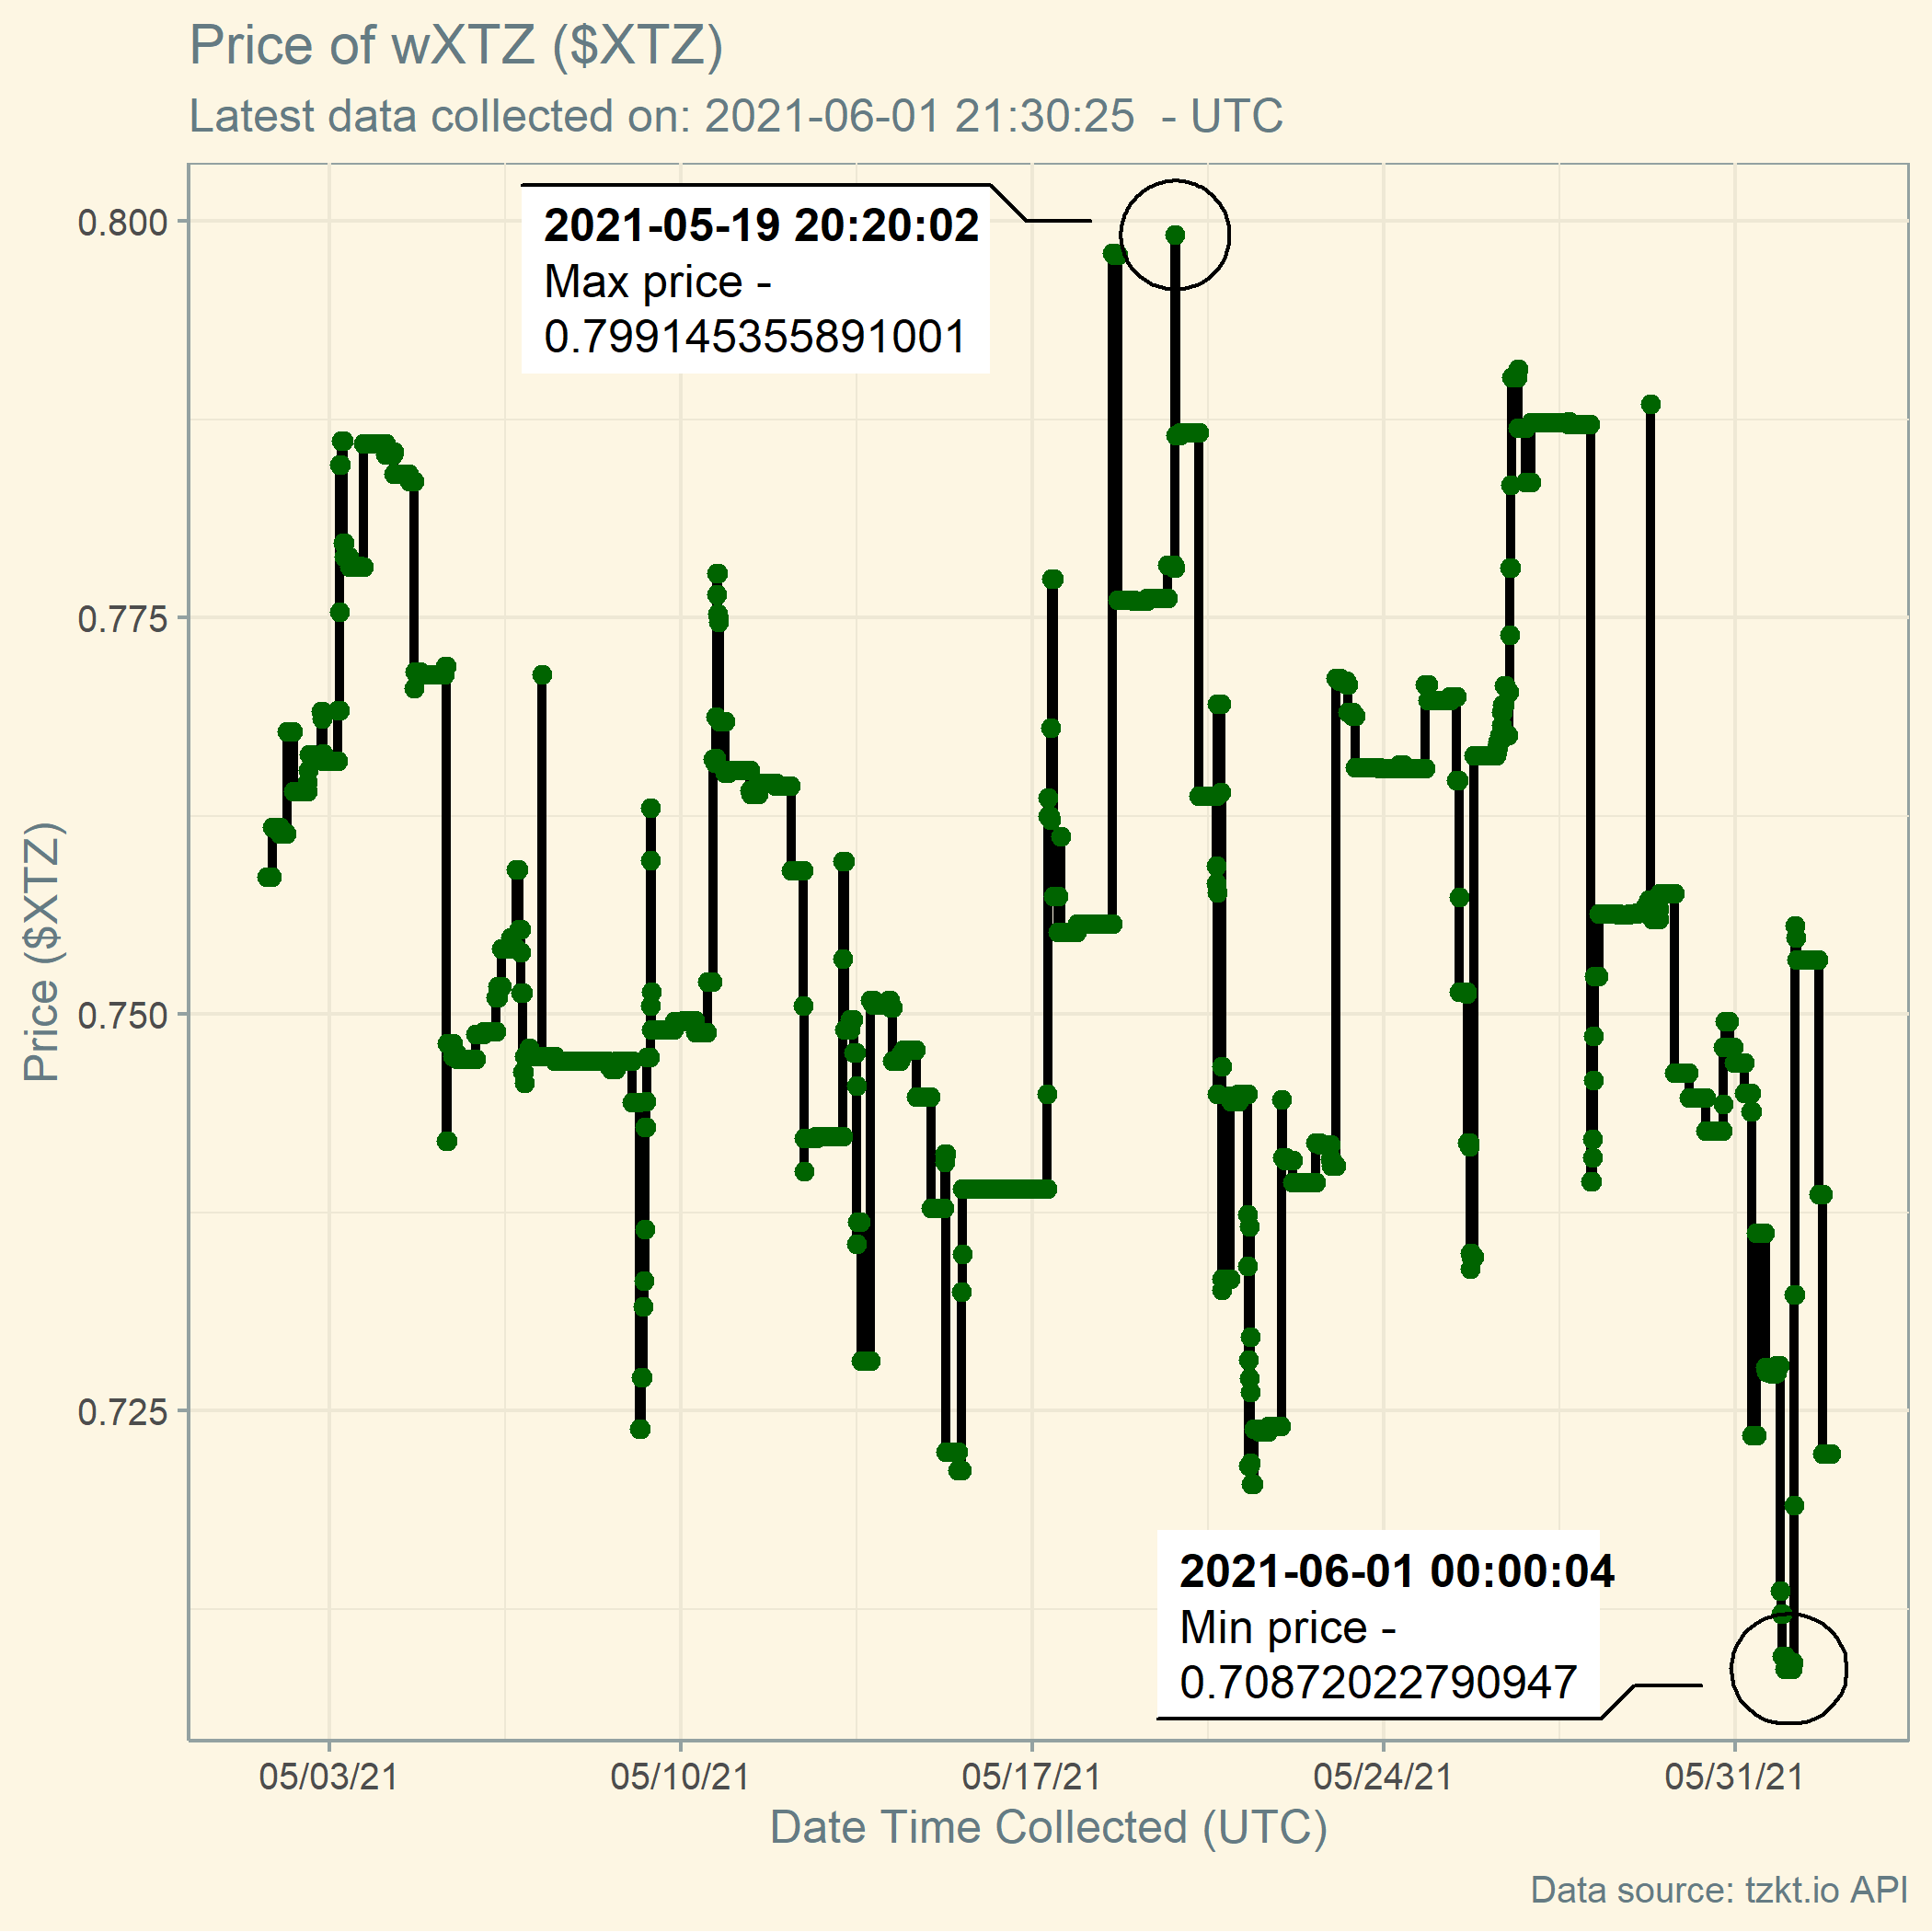 Price of wXTZ ($XTZ)
Latest data collected on: 2021-06-01 21:30:25  - UTC
2021-05-19 20:20:02
Max price -
0.799145355891001
0.800
0.775
0.750
0.725
Price ($XTZ)
2021-06-01 00:00:04
Min price -
0.70872022790947
05/03/21
05/10/21
05/17/21
05/24/21
05/31/21
Date Time Collected (UTC)
Data source: tzkt.io API